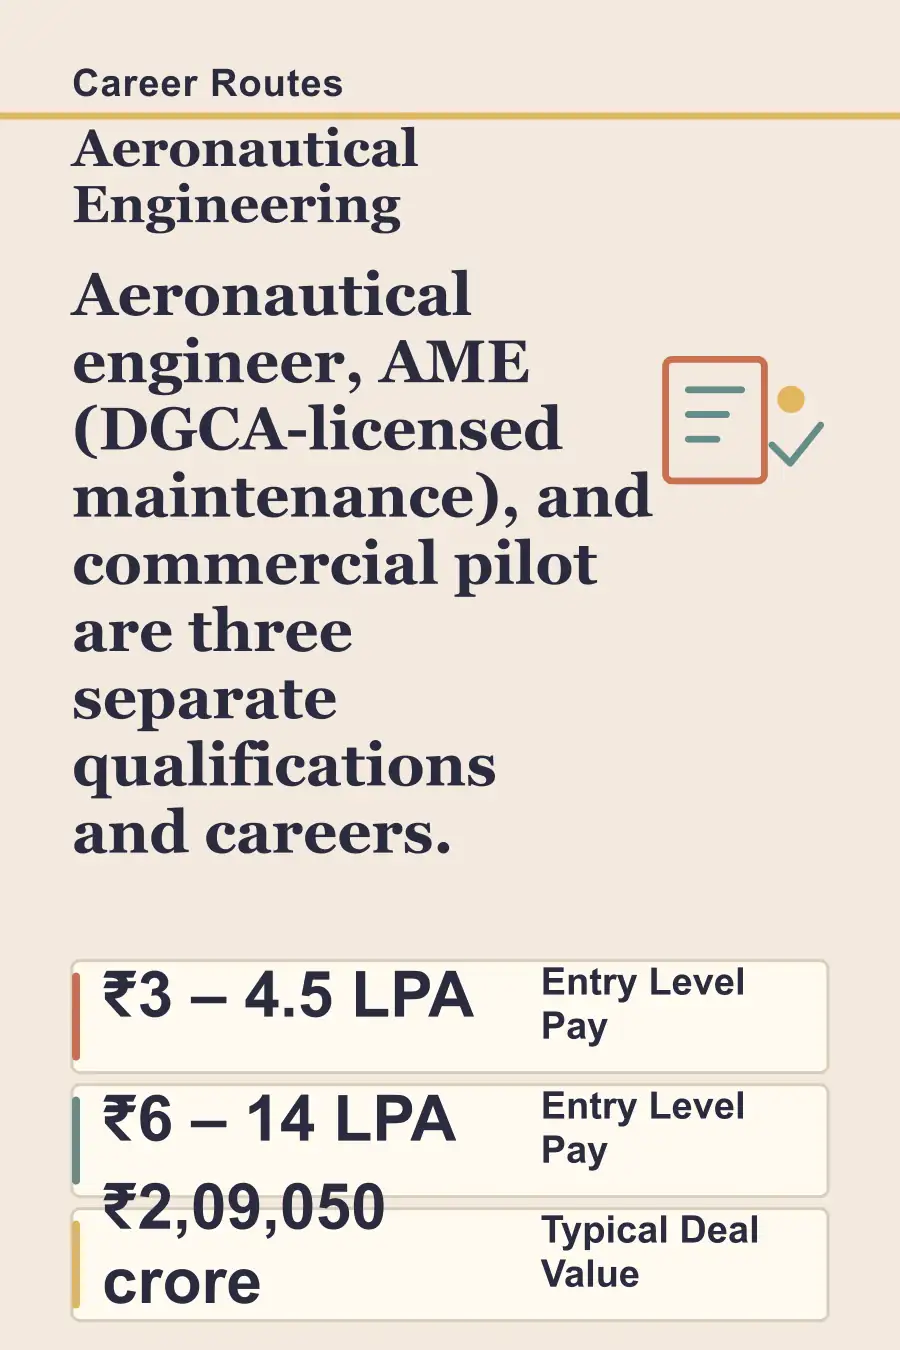 Career Routes
Aeronautical
Engineering
Aeronautical
engineer, AME
(DGCA-licensed
maintenance), and
commercial pilot
are three
separate
qualifications
and careers.
₹3 – 4.5 LPA
Entry Level
Pay
₹6 – 14 LPA
Entry Level
Pay
₹2,09,050
crore
Typical Deal
Value